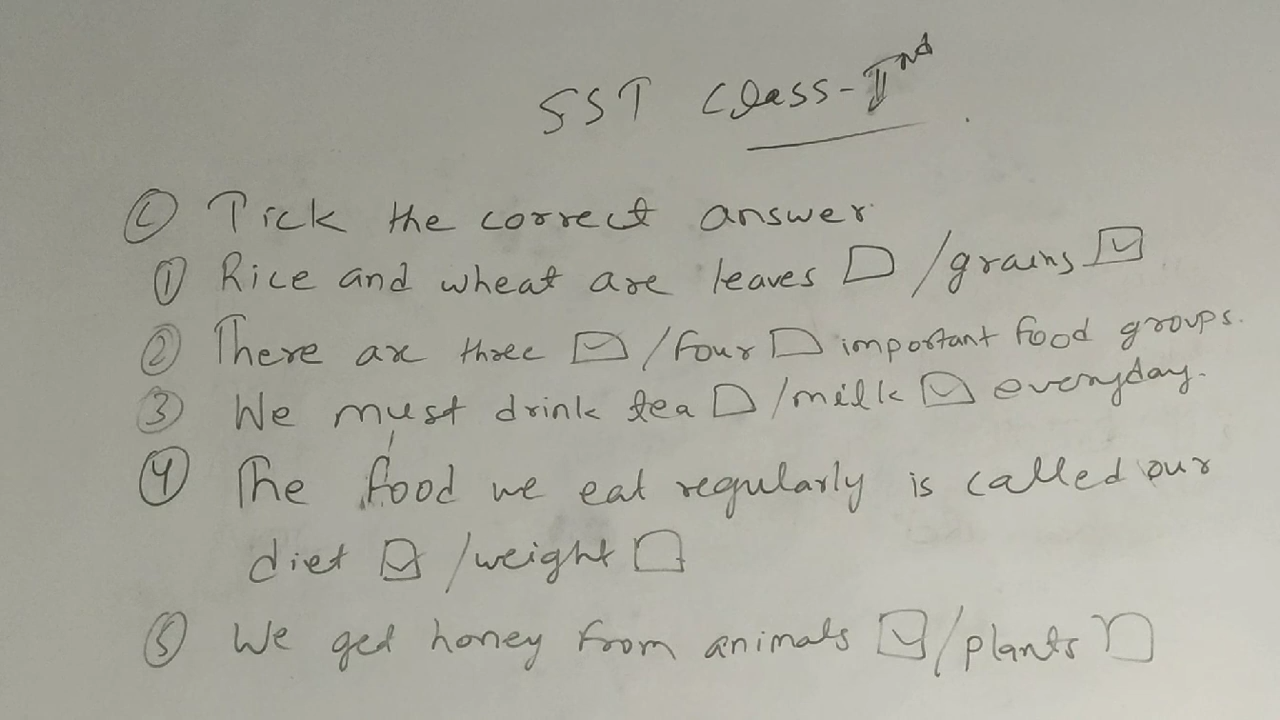 SST Class-IInd
(C) Tick the correct answer.
(1) Rice and wheat are leaves ☐ /grains ☑
(2) There are three ☑ /four ☐ important food groups.
(3) We must drink tea ☐ /milk ☑ everyday.
(4) The food we eat regularly is called our
diet ☑ /weight ☐
(5) We get honey from animals ☑ /plants ☐